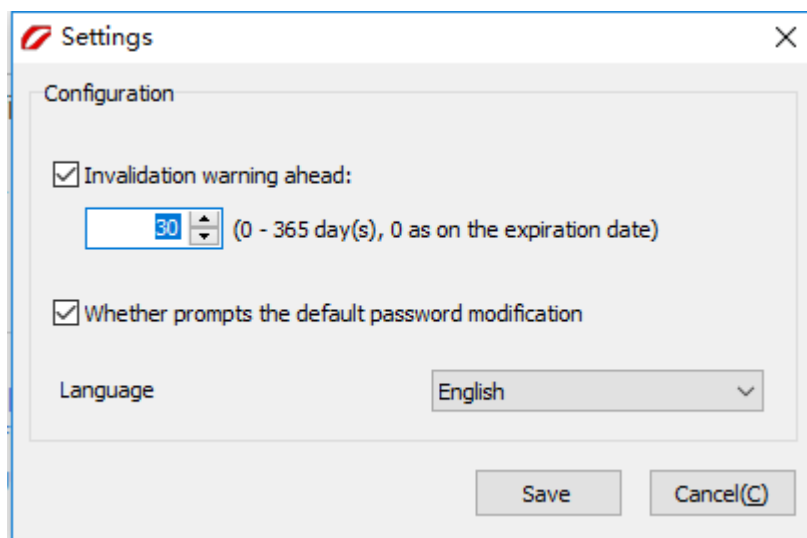 Settings
Configuration
Invalidation warning ahead:
30 (0 - 365 day(s), 0 as on the expiration date)
Whether prompts the default password modification
Language English
Save Cancel(C)